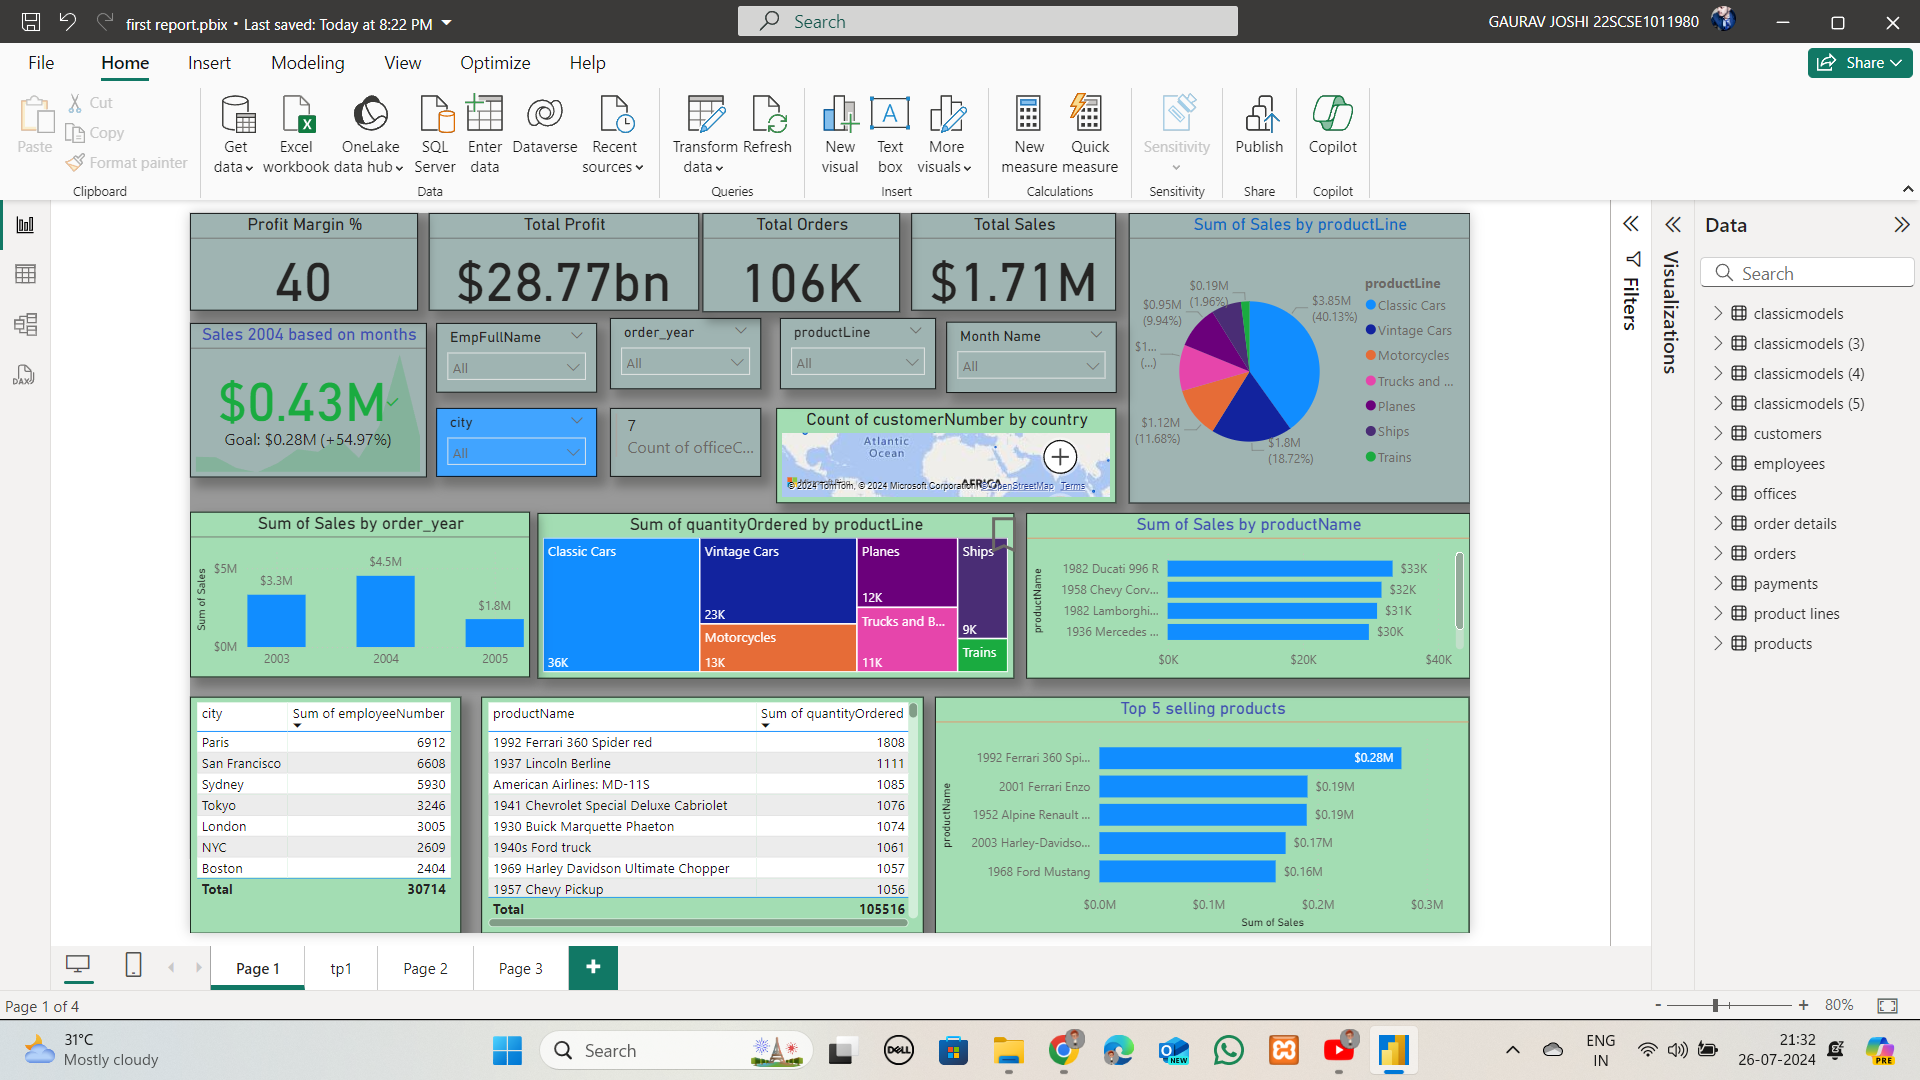 first report.pbix • Last saved: Today at 8:22 PM
Search
GAURAV JOSHI 22SCSE1011980
File
Home
Insert
Modeling
View
Optimize
Help
Share
Paste
Cut
Copy
Format painter
Clipboard
Get data
Excel workbook
OneLake data hub
SQL Server
Enter data
Dataverse
Recent sources
Data
Transform data
Refresh
Queries
New visual
Text box
More visuals
Insert
New measure
Quick measure
Calculations
Sensitivity
Sensitivity
Publish
Share
Copilot
Copilot
Profit Margin %
40
Total Profit
$28.77bn
Total Orders
106K
Total Sales
$1.71M
Sum of Sales by productLine
$0.19M
(1.96%)
$0.95M
(9.94%)
$1...
(...)
$1.12M
(11.68%)
$1.8M
(18.72%)
$3.85M
(40.13%)
productLine
Classic Cars
Vintage Cars
Motorcycles
Trucks and ...
Planes
Ships
Trains
Sales 2004 based on months
$0.43M
Goal: $0.28M (+54.97%)
EmpFullName
All
order_year
All
productLine
All
Month Name
All
city
All
7
Count of officeC...
Count of customerNumber by country
Atlantic
Ocean
AFRICA
© 2024 TomTom, © 2024 Microsoft Corporation, © OpenStreetMap Terms
Sum of Sales by order_year
Sum of Sales
$5M
$0M
$3.3M
$4.5M
$1.8M
2003
2004
2005
Sum of quantityOrdered by productLine
Classic Cars
36K
Vintage Cars
23K
Motorcycles
13K
Planes
12K
Trucks and B...
11K
Ships
9K
Trains
Sum of Sales by productName
productName
1982 Ducati 996 R $33K
1958 Chevy Corv... $32K
1982 Lamborghi... $31K
1936 Mercedes ... $30K
$0K $20K $40K
city Sum of employeeNumber
Paris 6912
San Francisco 6608
Sydney 5930
Tokyo 3246
London 3005
NYC 2609
Boston 2404
Total 30714
productName Sum of quantityOrdered
1992 Ferrari 360 Spider red 1808
1937 Lincoln Berline 1111
American Airlines: MD-11S 1085
1941 Chevrolet Special Deluxe Cabriolet 1076
1930 Buick Marquette Phaeton 1074
1940s Ford truck 1061
1969 Harley Davidson Ultimate Chopper 1057
1957 Chevy Pickup 1056
Total 105516
Top 5 selling products
productName
1992 Ferrari 360 Spi... $0.28M
2001 Ferrari Enzo $0.19M
1952 Alpine Renault ... $0.19M
2003 Harley-Davidso... $0.17M
1968 Ford Mustang $0.16M
$0.0M $0.1M $0.2M $0.3M
Sum of Sales
Filters
Visualizations
Data
Search
classicmodels
classicmodels (3)
classicmodels (4)
classicmodels (5)
customers
employees
offices
order details
orders
payments
product lines
products
Page 1
tp1
Page 2
Page 3
Page 1 of 4
80%
31°C
Mostly cloudy
Search
DELL
NEW
ENG
IN
21:32
26-07-2024
PRE